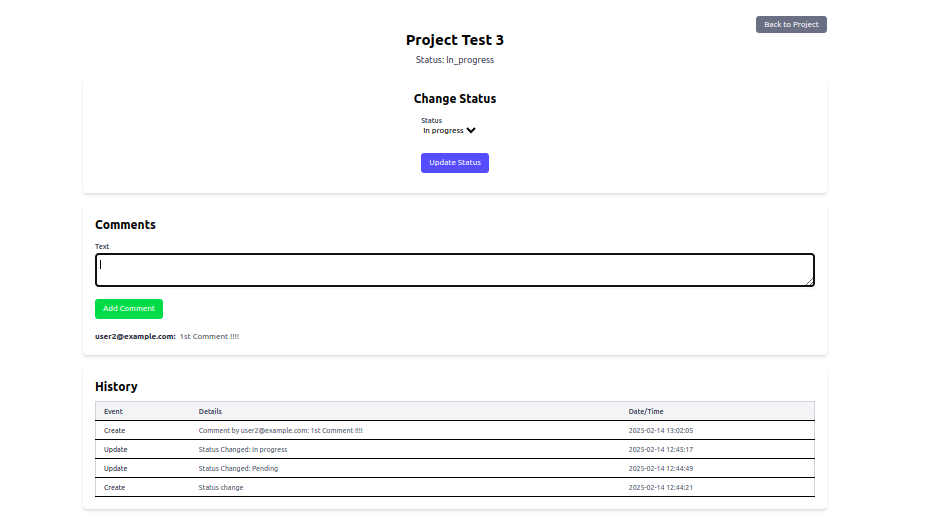 Back to Project
Project Test 3
Status: In_progress
Change Status
Status
In progress
Update Status
Comments
Text
Add Comment
user2@example.com: 1st Comment !!!!
History
Event Details Date/Time
Create Comment by user2@example.com: 1st Comment !!!! 2025-02-14 13:02:05
Update Status Changed: In progress 2025-02-14 12:45:17
Update Status Changed: Pending 2025-02-14 12:44:49
Create Status change 2025-02-14 12:44:21